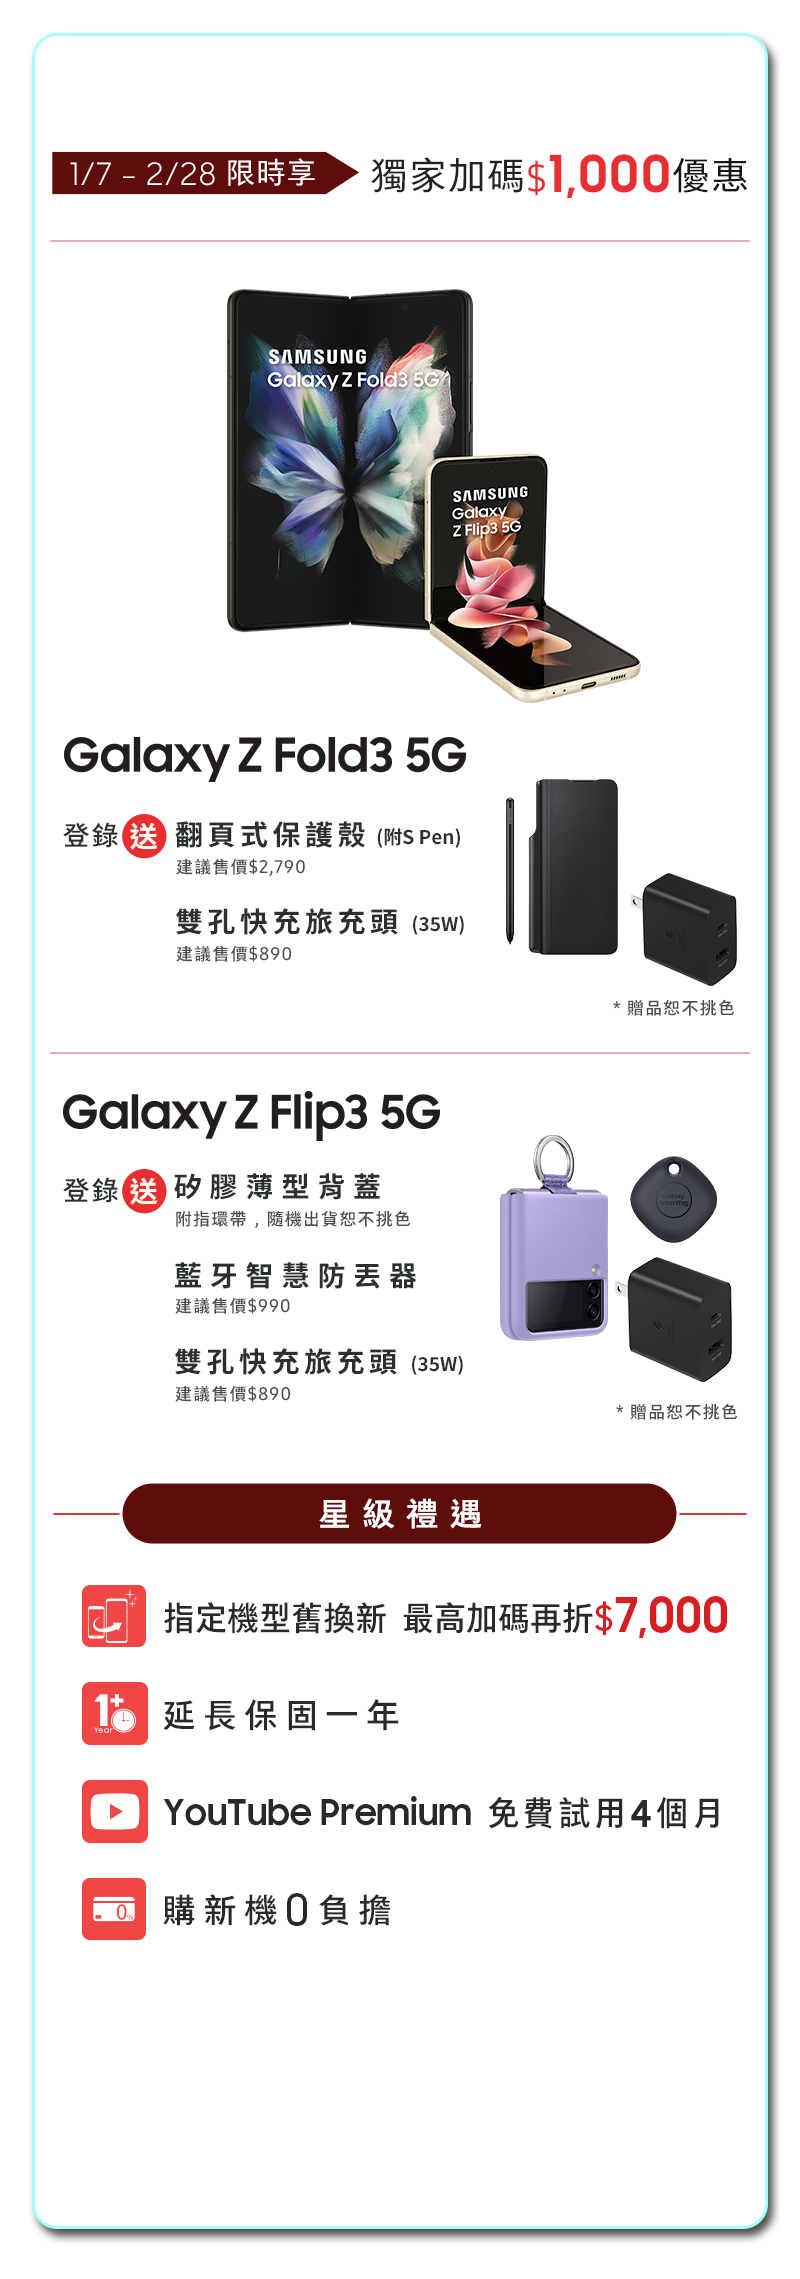 1/7 – 2/28 限時享
獨家加碼$1,000優惠
SAMSUNG
Galaxy Z Fold3 5G
SAMSUNG
Galaxy
Z Flip3 5G
Galaxy Z Fold3 5G
登錄 送 翻頁式保護殼 (附S Pen)
建議售價$2,790
雙孔快充旅充頭 (35W)
建議售價$890
* 贈品恕不挑色
Galaxy Z Flip3 5G
登錄 送 矽膠薄型背蓋
附指環帶，隨機出貨恕不挑色
藍牙智慧防丟器
建議售價$990
雙孔快充旅充頭 (35W)
建議售價$890
Galaxy
SmartTag
* 贈品恕不挑色
星級禮遇
指定機型舊換新 最高加碼再折$7,000
1+
Year
延長保固一年
YouTube Premium 免費試用4個月
0%
購新機0負擔